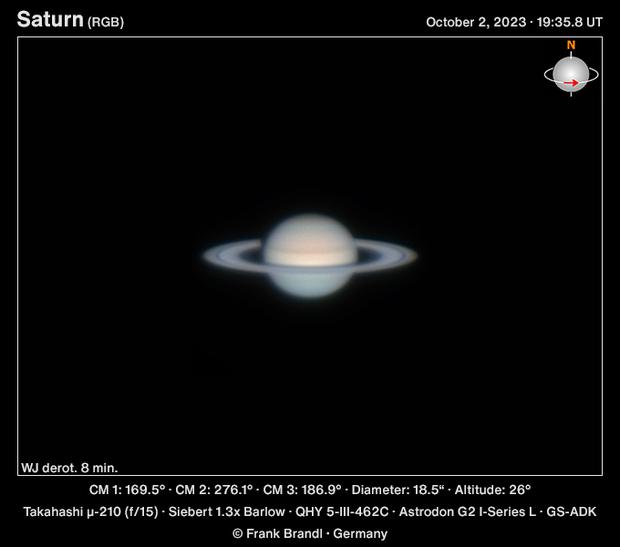 Saturn (RGB)
October 2, 2023 · 19:35.8 UT
N
WJ derot. 8 min.
CM 1: 169.5° · CM 2: 276.1° · CM 3: 186.9° · Diameter: 18.5“ · Altitude: 26°
Takahashi µ-210 (f/15) · Siebert 1.3x Barlow · QHY 5-III-462C · Astrodon G2 I-Series L · GS-ADK
© Frank Brandl · Germany